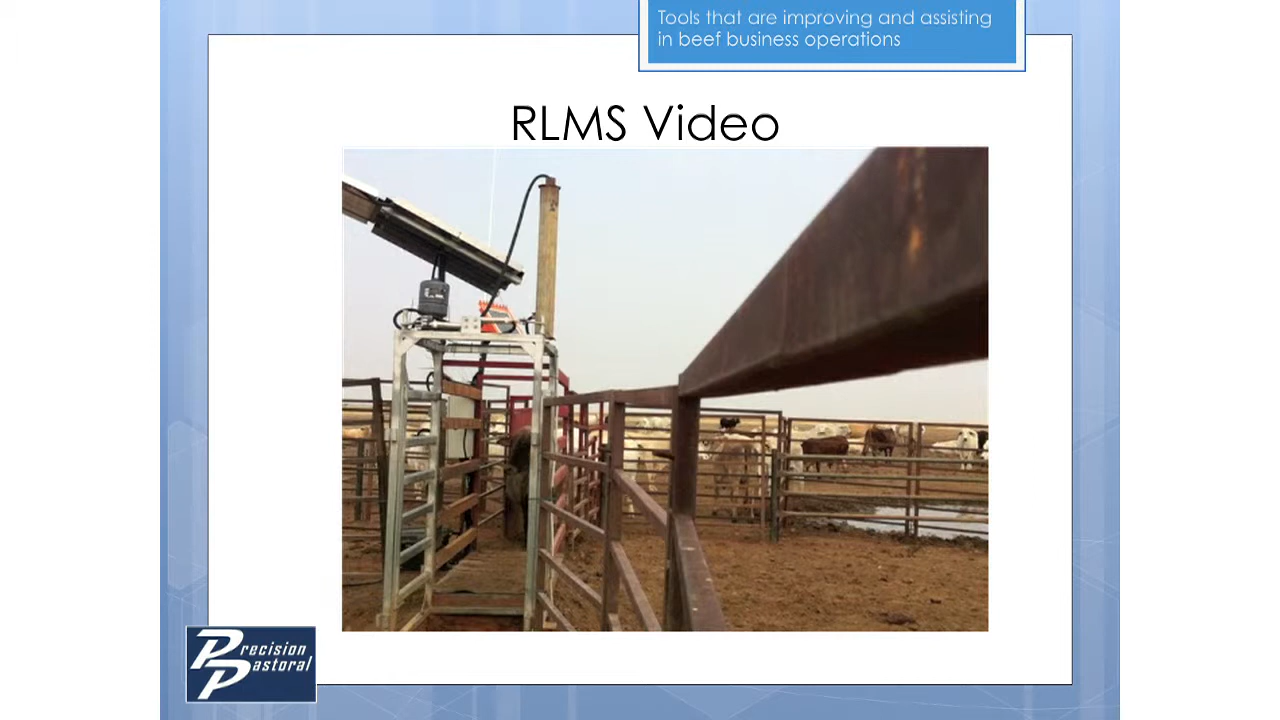 Tools that are improving and assisting
in beef business operations
RLMS Video
Precision
Pastoral